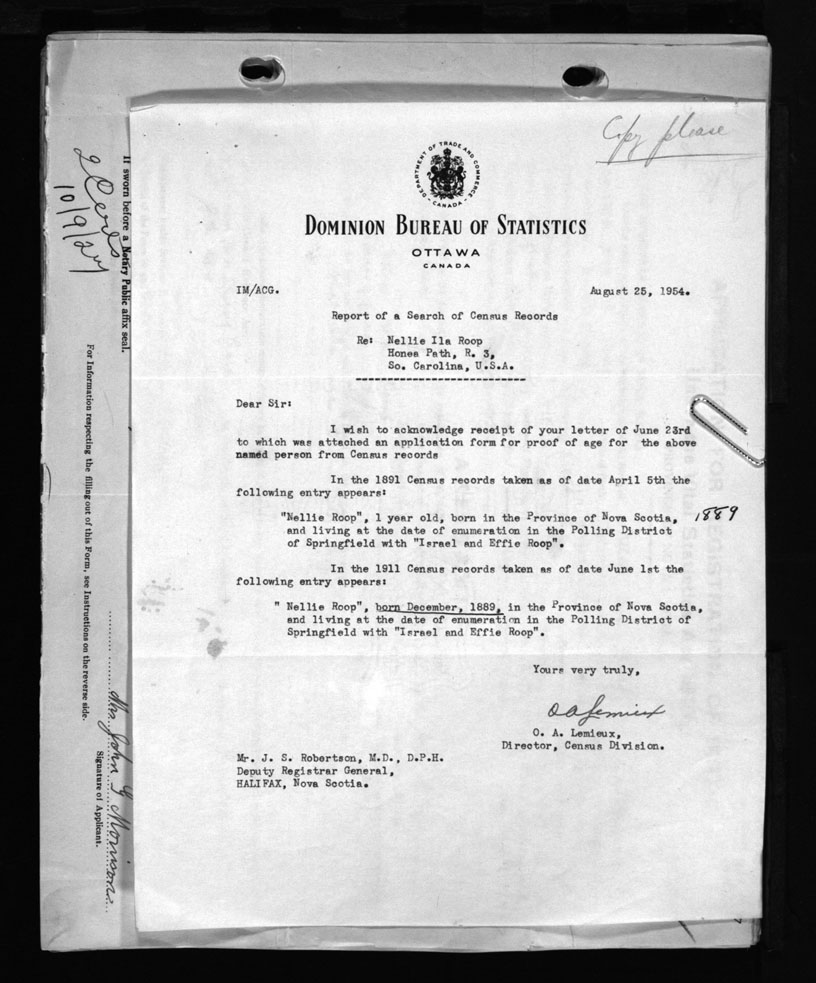 Copy please
DEPARTMENT OF TRADE AND COMMERCE
- CANADA -
DOMINION BUREAU OF STATISTICS
OTTAWA
CANADA
IM/ACG. August 25, 1954.
Report of a Search of Census Records
Re: Nellie Ila Roop
Honea Path, R. 3,
So. Carolina, U.S.A.
Dear Sir:
I wish to acknowledge receipt of your letter of June 23rd
to which was attached an application form for proof of age for the above
named person from Census records
In the 1891 Census records taken as of date April 5th the
following entry appears:
"Nellie Roop", 1 year old, born in the Province of Nova Scotia, 1889
and living at the date of enumeration in the Polling District
of Springfield with "Israel and Effie Roop".
In the 1911 Census records taken as of date June 1st the
following entry appears:
" Nellie Roop", born December, 1889, in the Province of Nova Scotia,
and living at the date of enumeration in the Polling District of
Springfield with "Israel and Effie Roop".
Yours very truly,
O A Lemieux
O. A. Lemieux,
Director, Census Division.
Mr. J. S. Robertson, M.D., D.P.H.
Deputy Registrar General,
HALIFAX, Nova Scotia.
If sworn before a Notary Public affix seal.
2 Certs
10/9/24
For Information respecting the filling out of this Form, see Instructions on the reverse side.
Mrs. John G Morrison
Signature of Applicant.